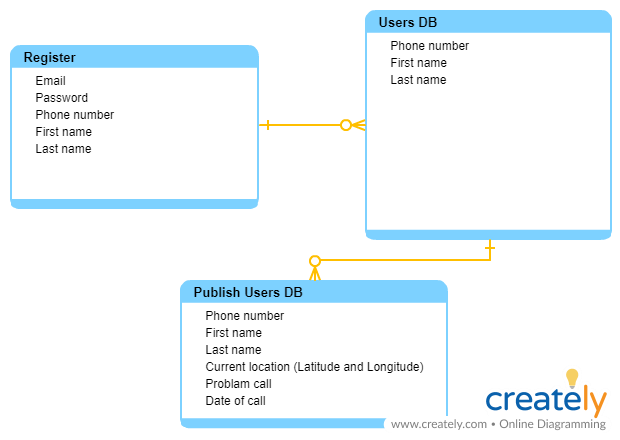 Register
Email
Password
Phone number
First name
Last name
Users DB
Phone number
First name
Last name
Publish Users DB
Phone number
First name
Last name
Current location (Latitude and Longitude)
Problam call
Date of call
creately
www.creately.com • Online Diagramming